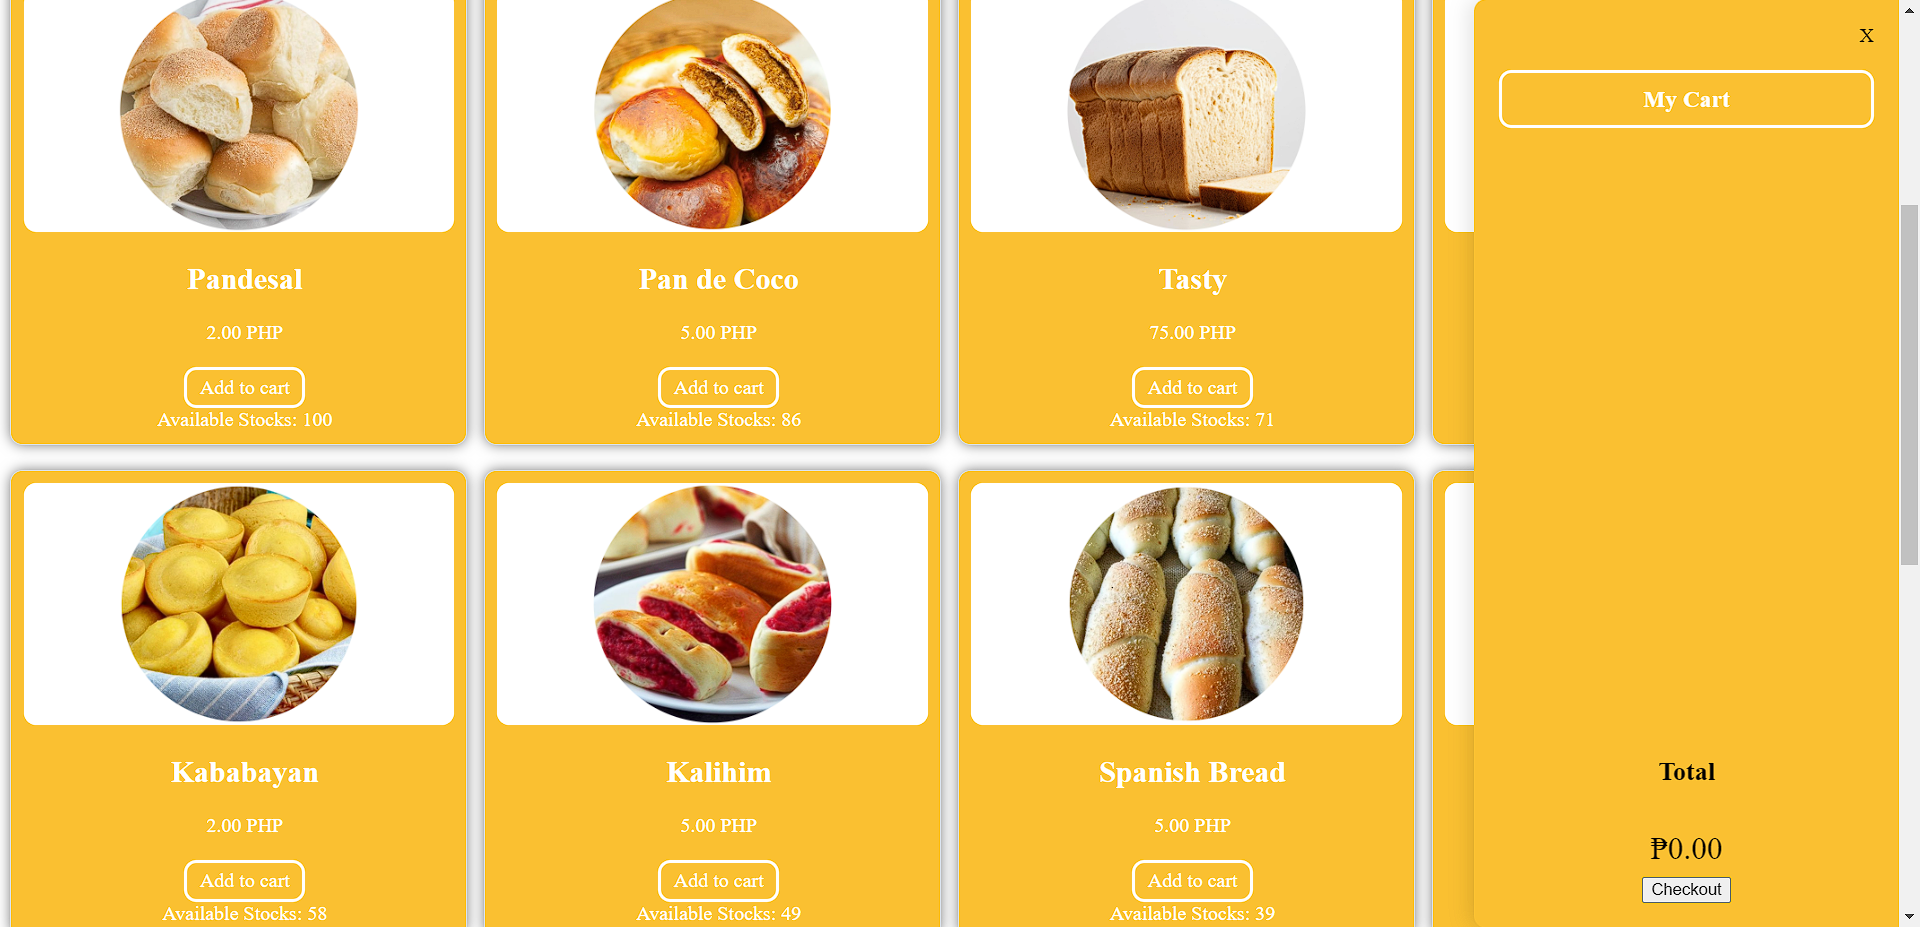 X
My Cart
Pandesal
2.00 PHP
Add to cart
Available Stocks: 100
Pan de Coco
5.00 PHP
Add to cart
Available Stocks: 86
Tasty
75.00 PHP
Add to cart
Available Stocks: 71
Kababayan
2.00 PHP
Add to cart
Available Stocks: 58
Kalihim
5.00 PHP
Add to cart
Available Stocks: 49
Spanish Bread
5.00 PHP
Add to cart
Available Stocks: 39
Total
₱0.00
Checkout